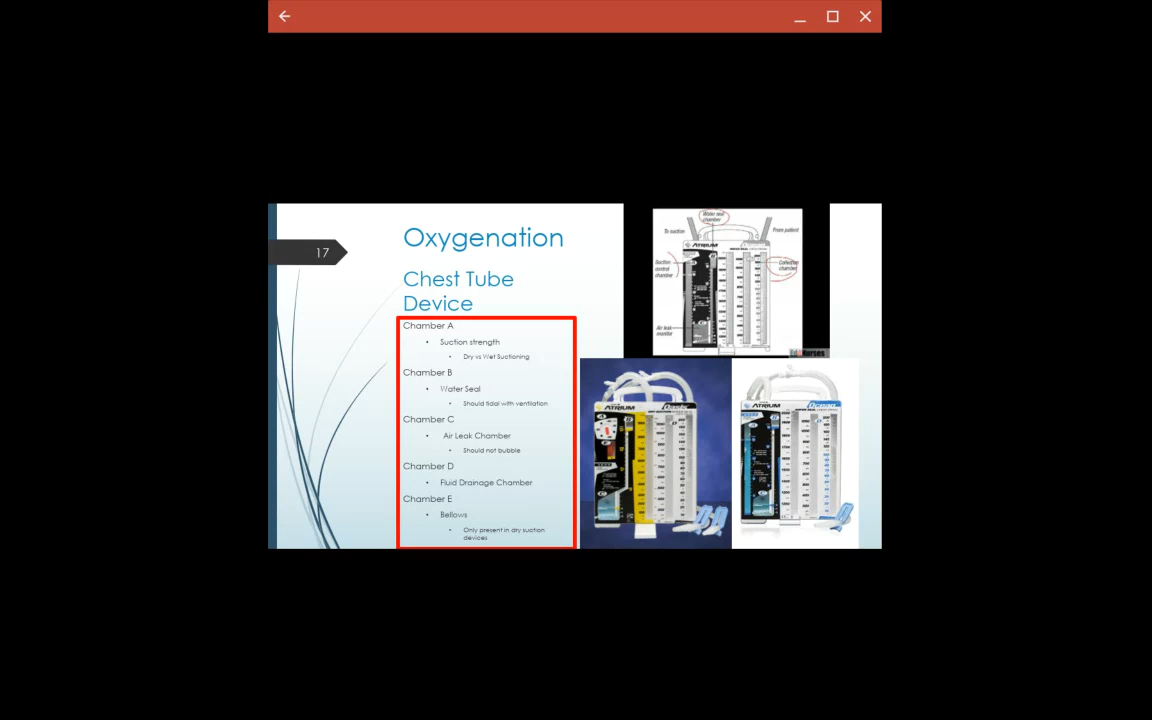 17
Oxygenation
Chest Tube
Device
Chamber A
• Suction strength
• Dry vs Wet Suctioning
Chamber B
• Water Seal
• Should tidal with ventilation
Chamber C
• Air Leak Chamber
• Should not bubble
Chamber D
• Fluid Drainage Chamber
Chamber E
• Bellows
• Only present in dry suction
devices
Water seal
chamber
To suction
From patient
ATRIUM
Suction
control
chamber
Collection
chamber
Air leak
monitor
Nurses
ATRIUM
Oasis
ATRIUM
Ocean